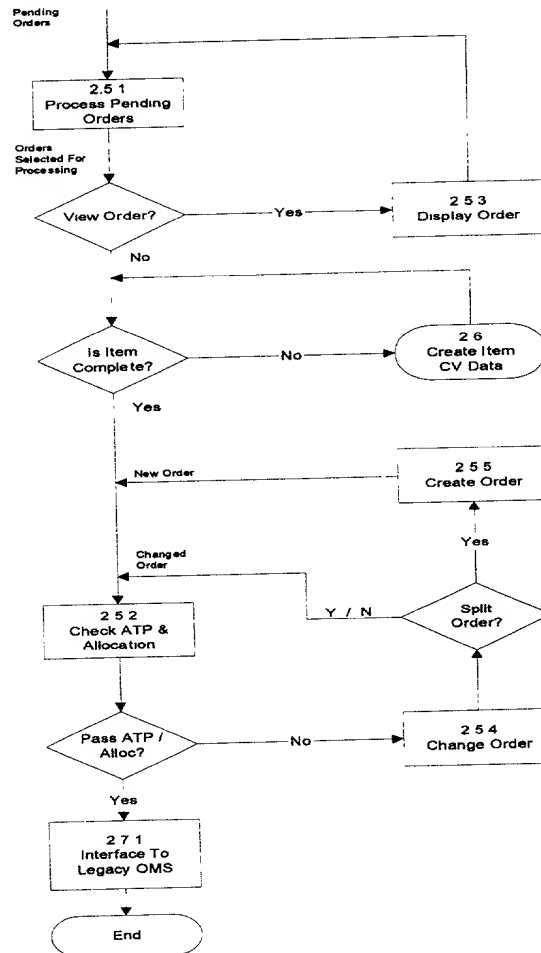 Pending
Orders
2.5 1
Process Pending
Orders
Orders
Selected For
Processing
View Order?
Yes
2 5 3
Display Order
No
Is Item
Complete?
No
2 6
Create Item
CV Data
Yes
New Order
2 5 5
Create Order
Yes
Changed
Order
Y / N
Split
Order?
2 5 2
Check ATP &
Allocation
Pass ATP /
Alloc?
No
2 5 4
Change Order
Yes
2 7 1
Interface To
Legacy OMS
End